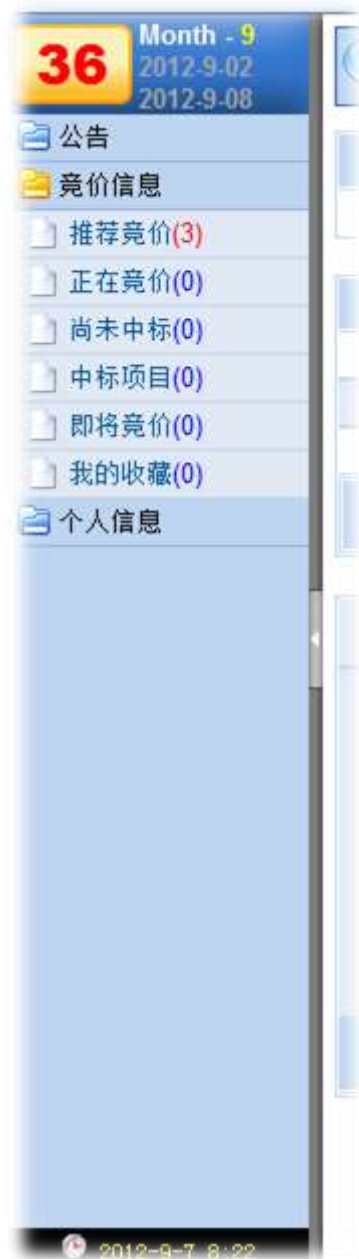 36
Month - 9
2012-9-02
2012-9-08
公告
竞价信息
推荐竞价(3)
正在竞价(0)
尚未中标(0)
中标项目(0)
即将竞价(0)
我的收藏(0)
个人信息
2012-9-7 8:22